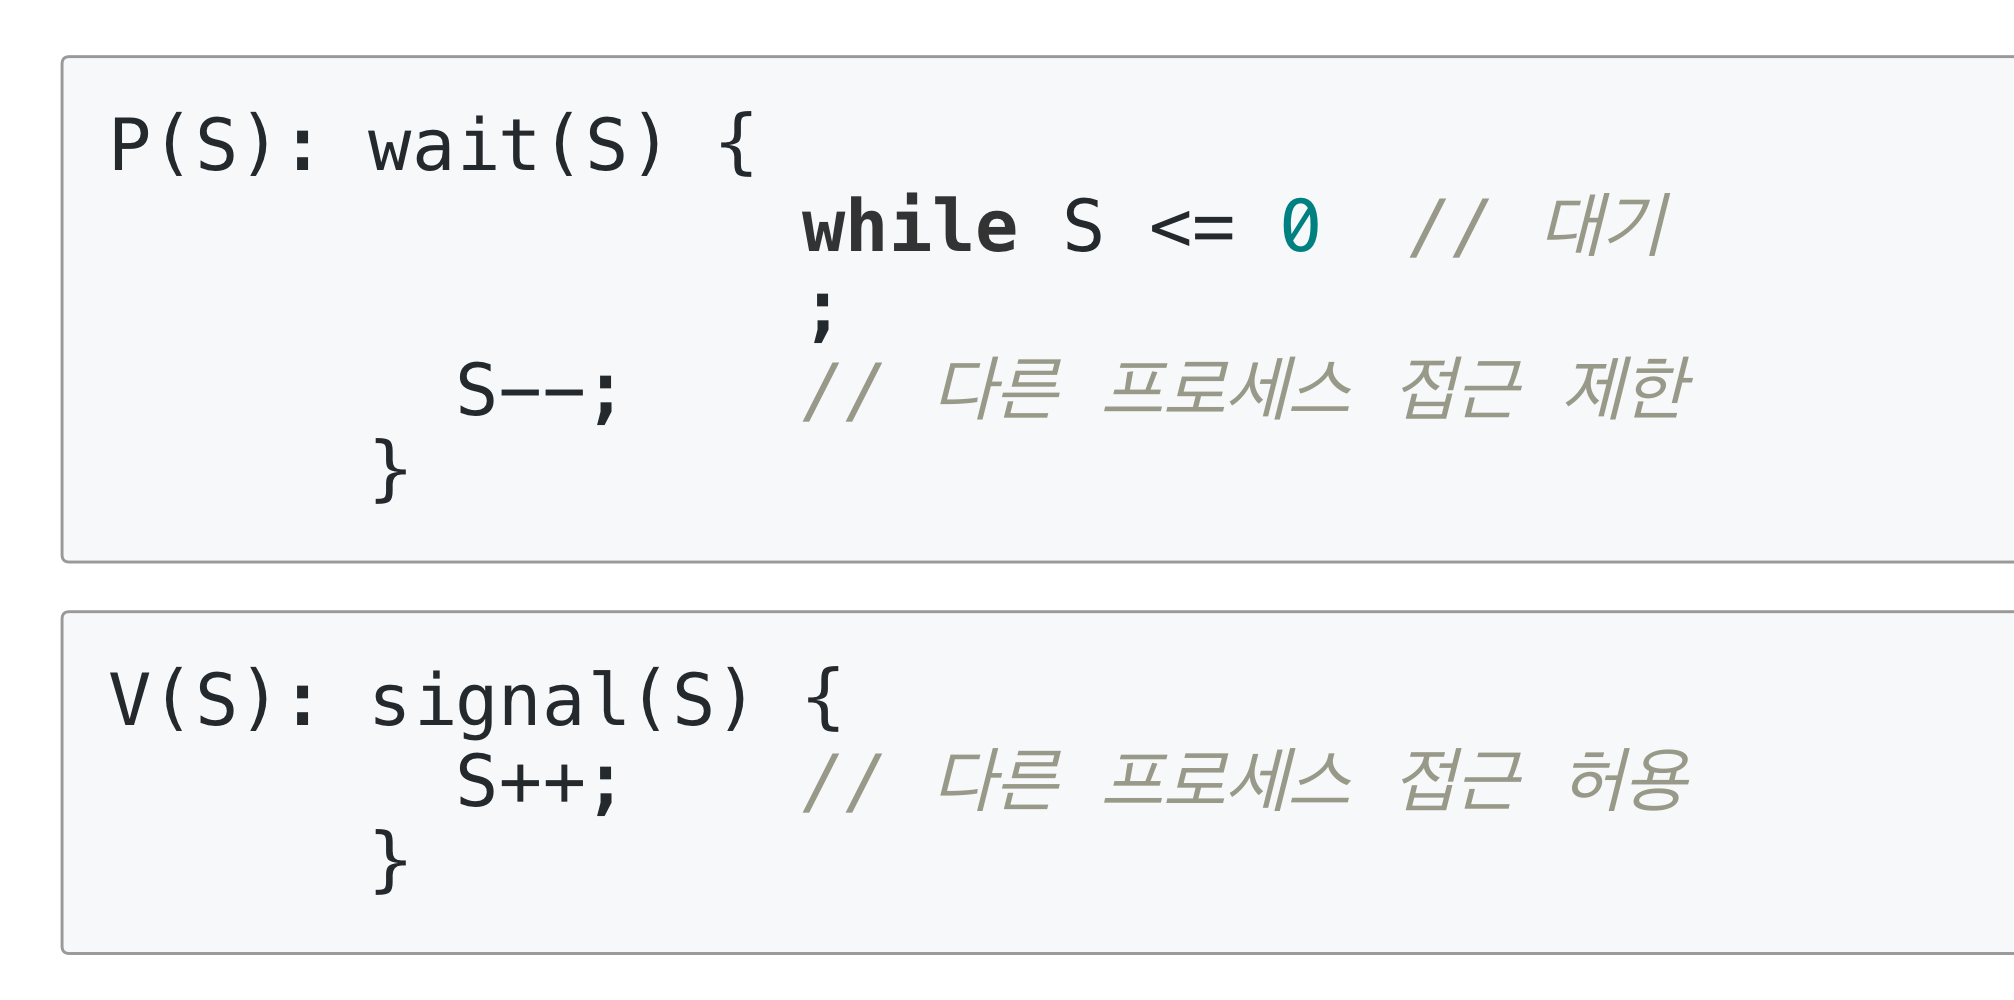 P(S): wait(S) {
while S <= 0 // 대기
;
S--; // 다른 프로세스 접근 제한
}
V(S): signal(S) {
S++; // 다른 프로세스 접근 허용
}